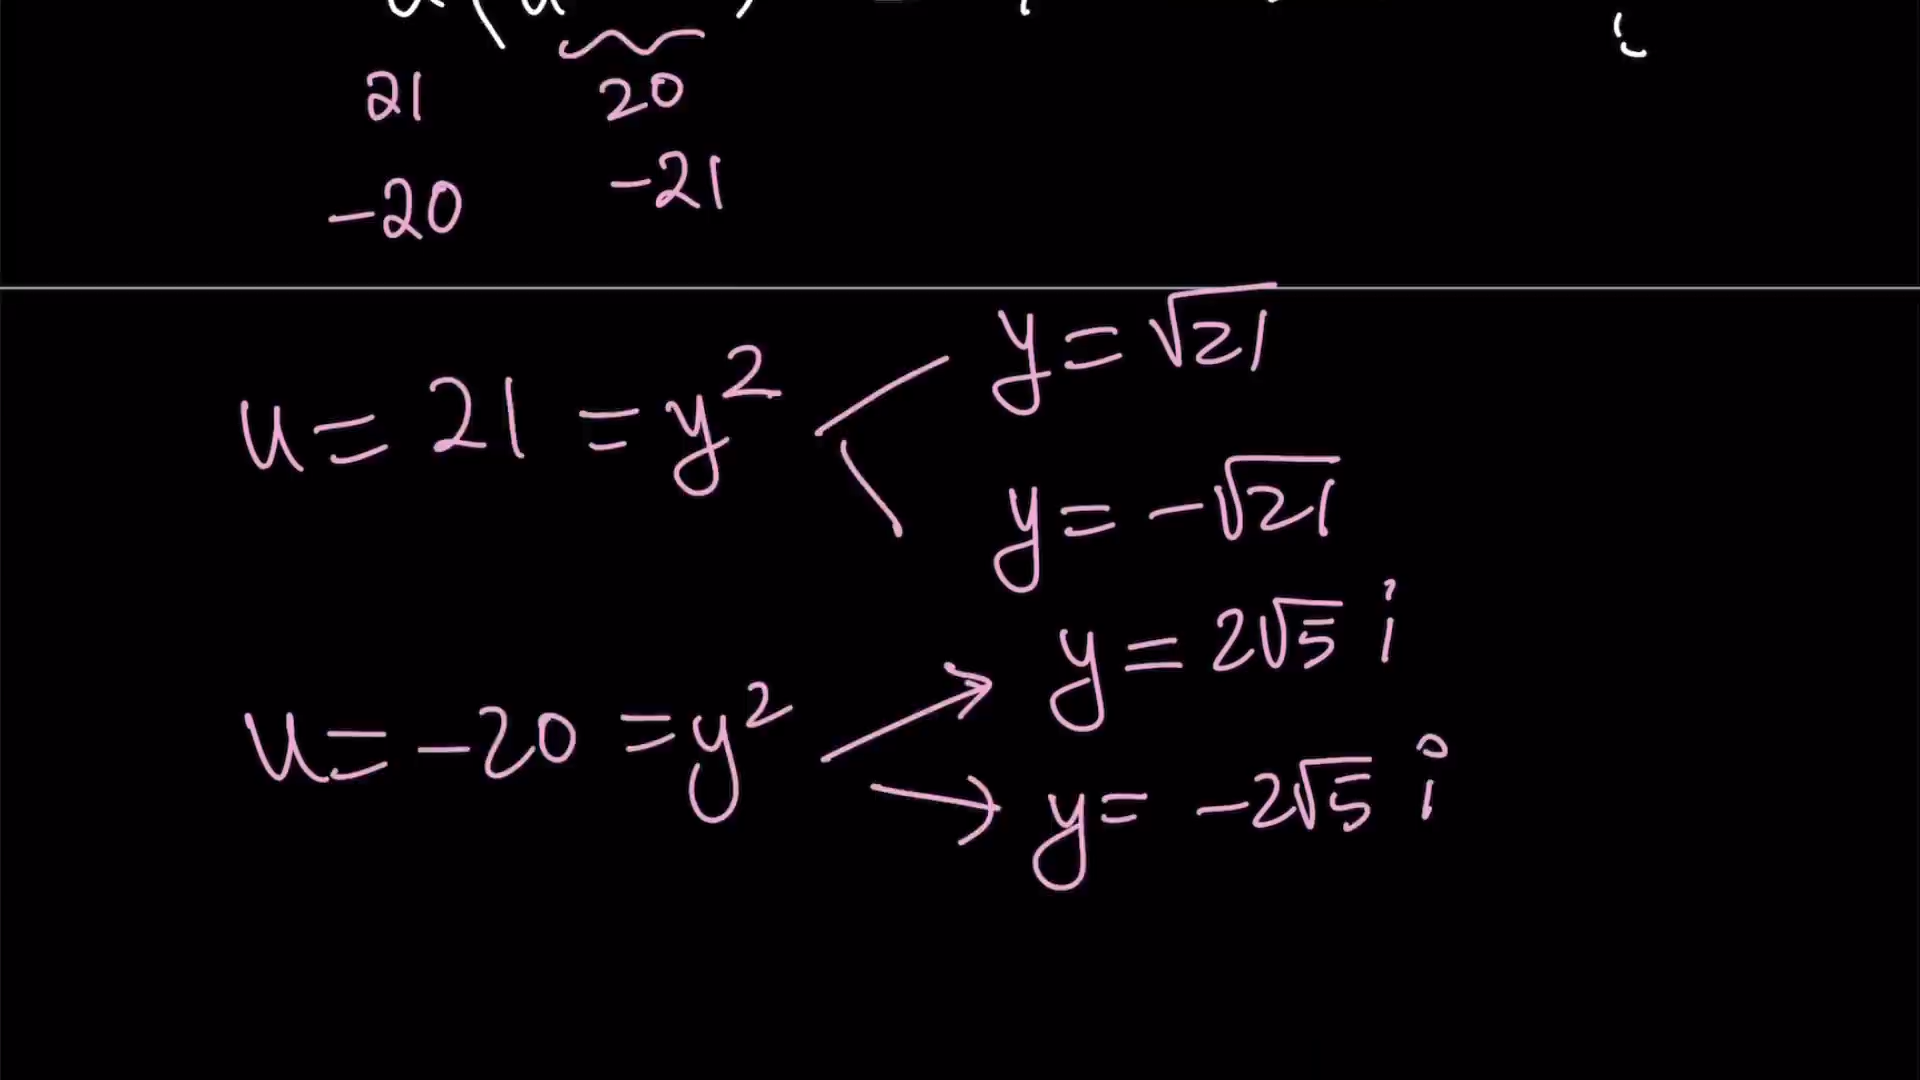 21 20
-20 -21
u = 21 = y² y = √21
y = -√21
y = 2√5 i
u = -20 = y²
y = -2√5 i